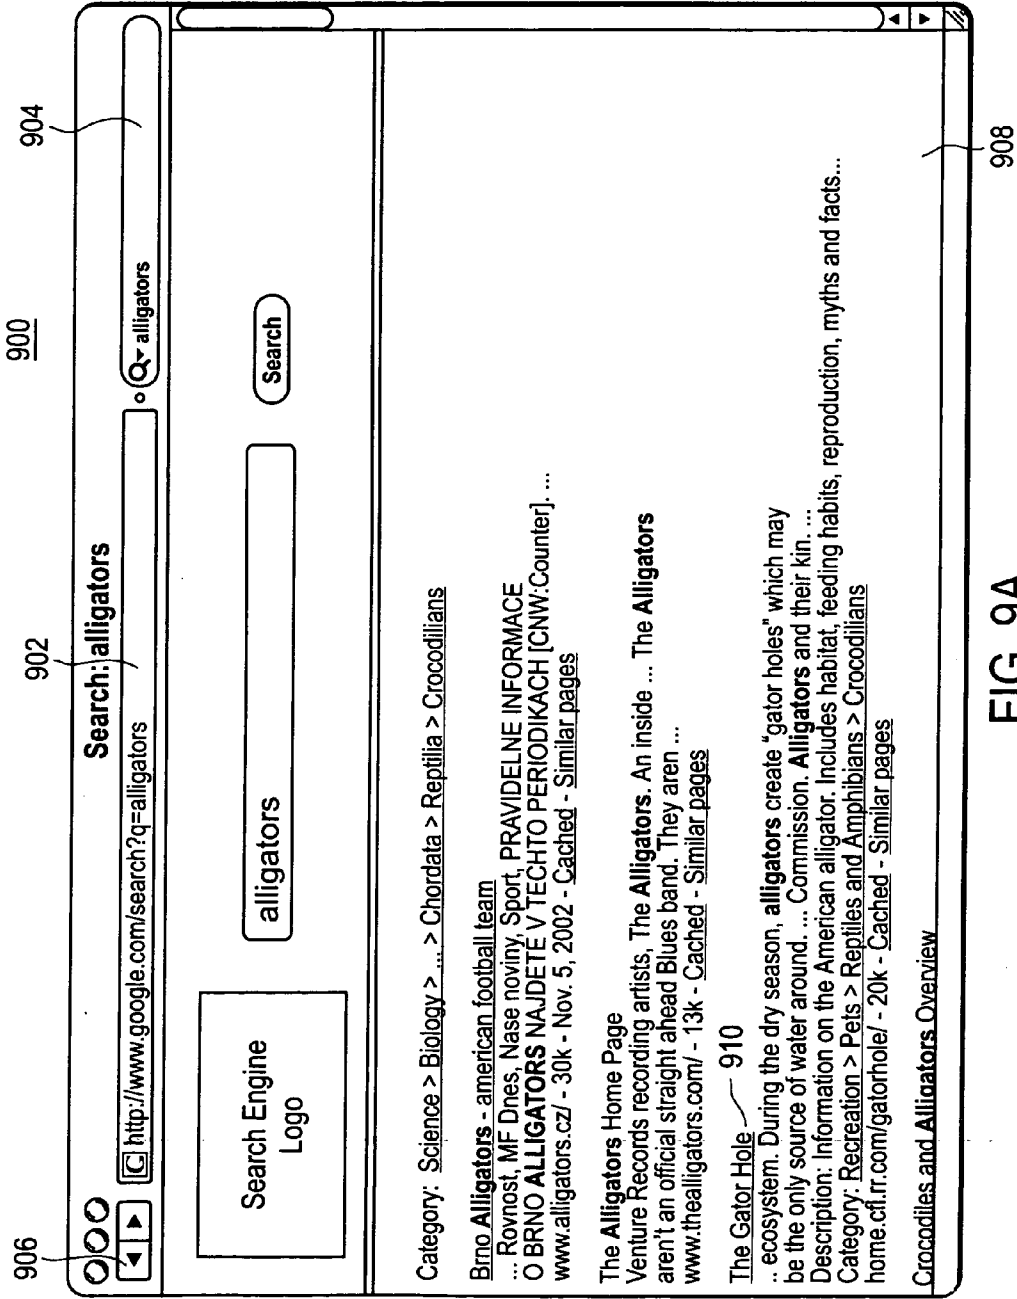 900
Search: alligators
902
904
906
http://www.google.com/search?q=alligators
alligators
Search Engine
Logo
alligators
Search
Category: Science > Biology > ... > Chordata > Reptilia > Crocodilians
Brno Alligators - american football team
... Rovnost, MF Dnes, Nase noviny, Sport, PRAVIDELNE INFORMACE
O BRNO ALLIGATORS NAJDETE V TECHTO PERIODIKACH [CNW:Counter]. ...
www.alligators.cz/ - 30k - Nov. 5, 2002 - Cached - Similar pages
The Alligators Home Page
Venture Records recording artists, The Alligators. An inside ... The Alligators
aren't an official straight ahead Blues band. They aren ...
www.thealligators.com/ - 13k - Cached - Similar pages
The Gator Hole
910
.. ecosystem. During the dry season, alligators create "gator holes" which may
be the only source of water around. ... Commission. Alligators and their kin. ...
Description: Information on the American alligator. Includes habitat, feeding habits, reproduction, myths and facts...
Category: Recreation > Pets > Reptiles and Amphibians > Crocodilians
home.cfl.rr.com/gatorhole/ - 20k - Cached - Similar pages
Crocodiles and Alligators Overview
908
FIG. 9A